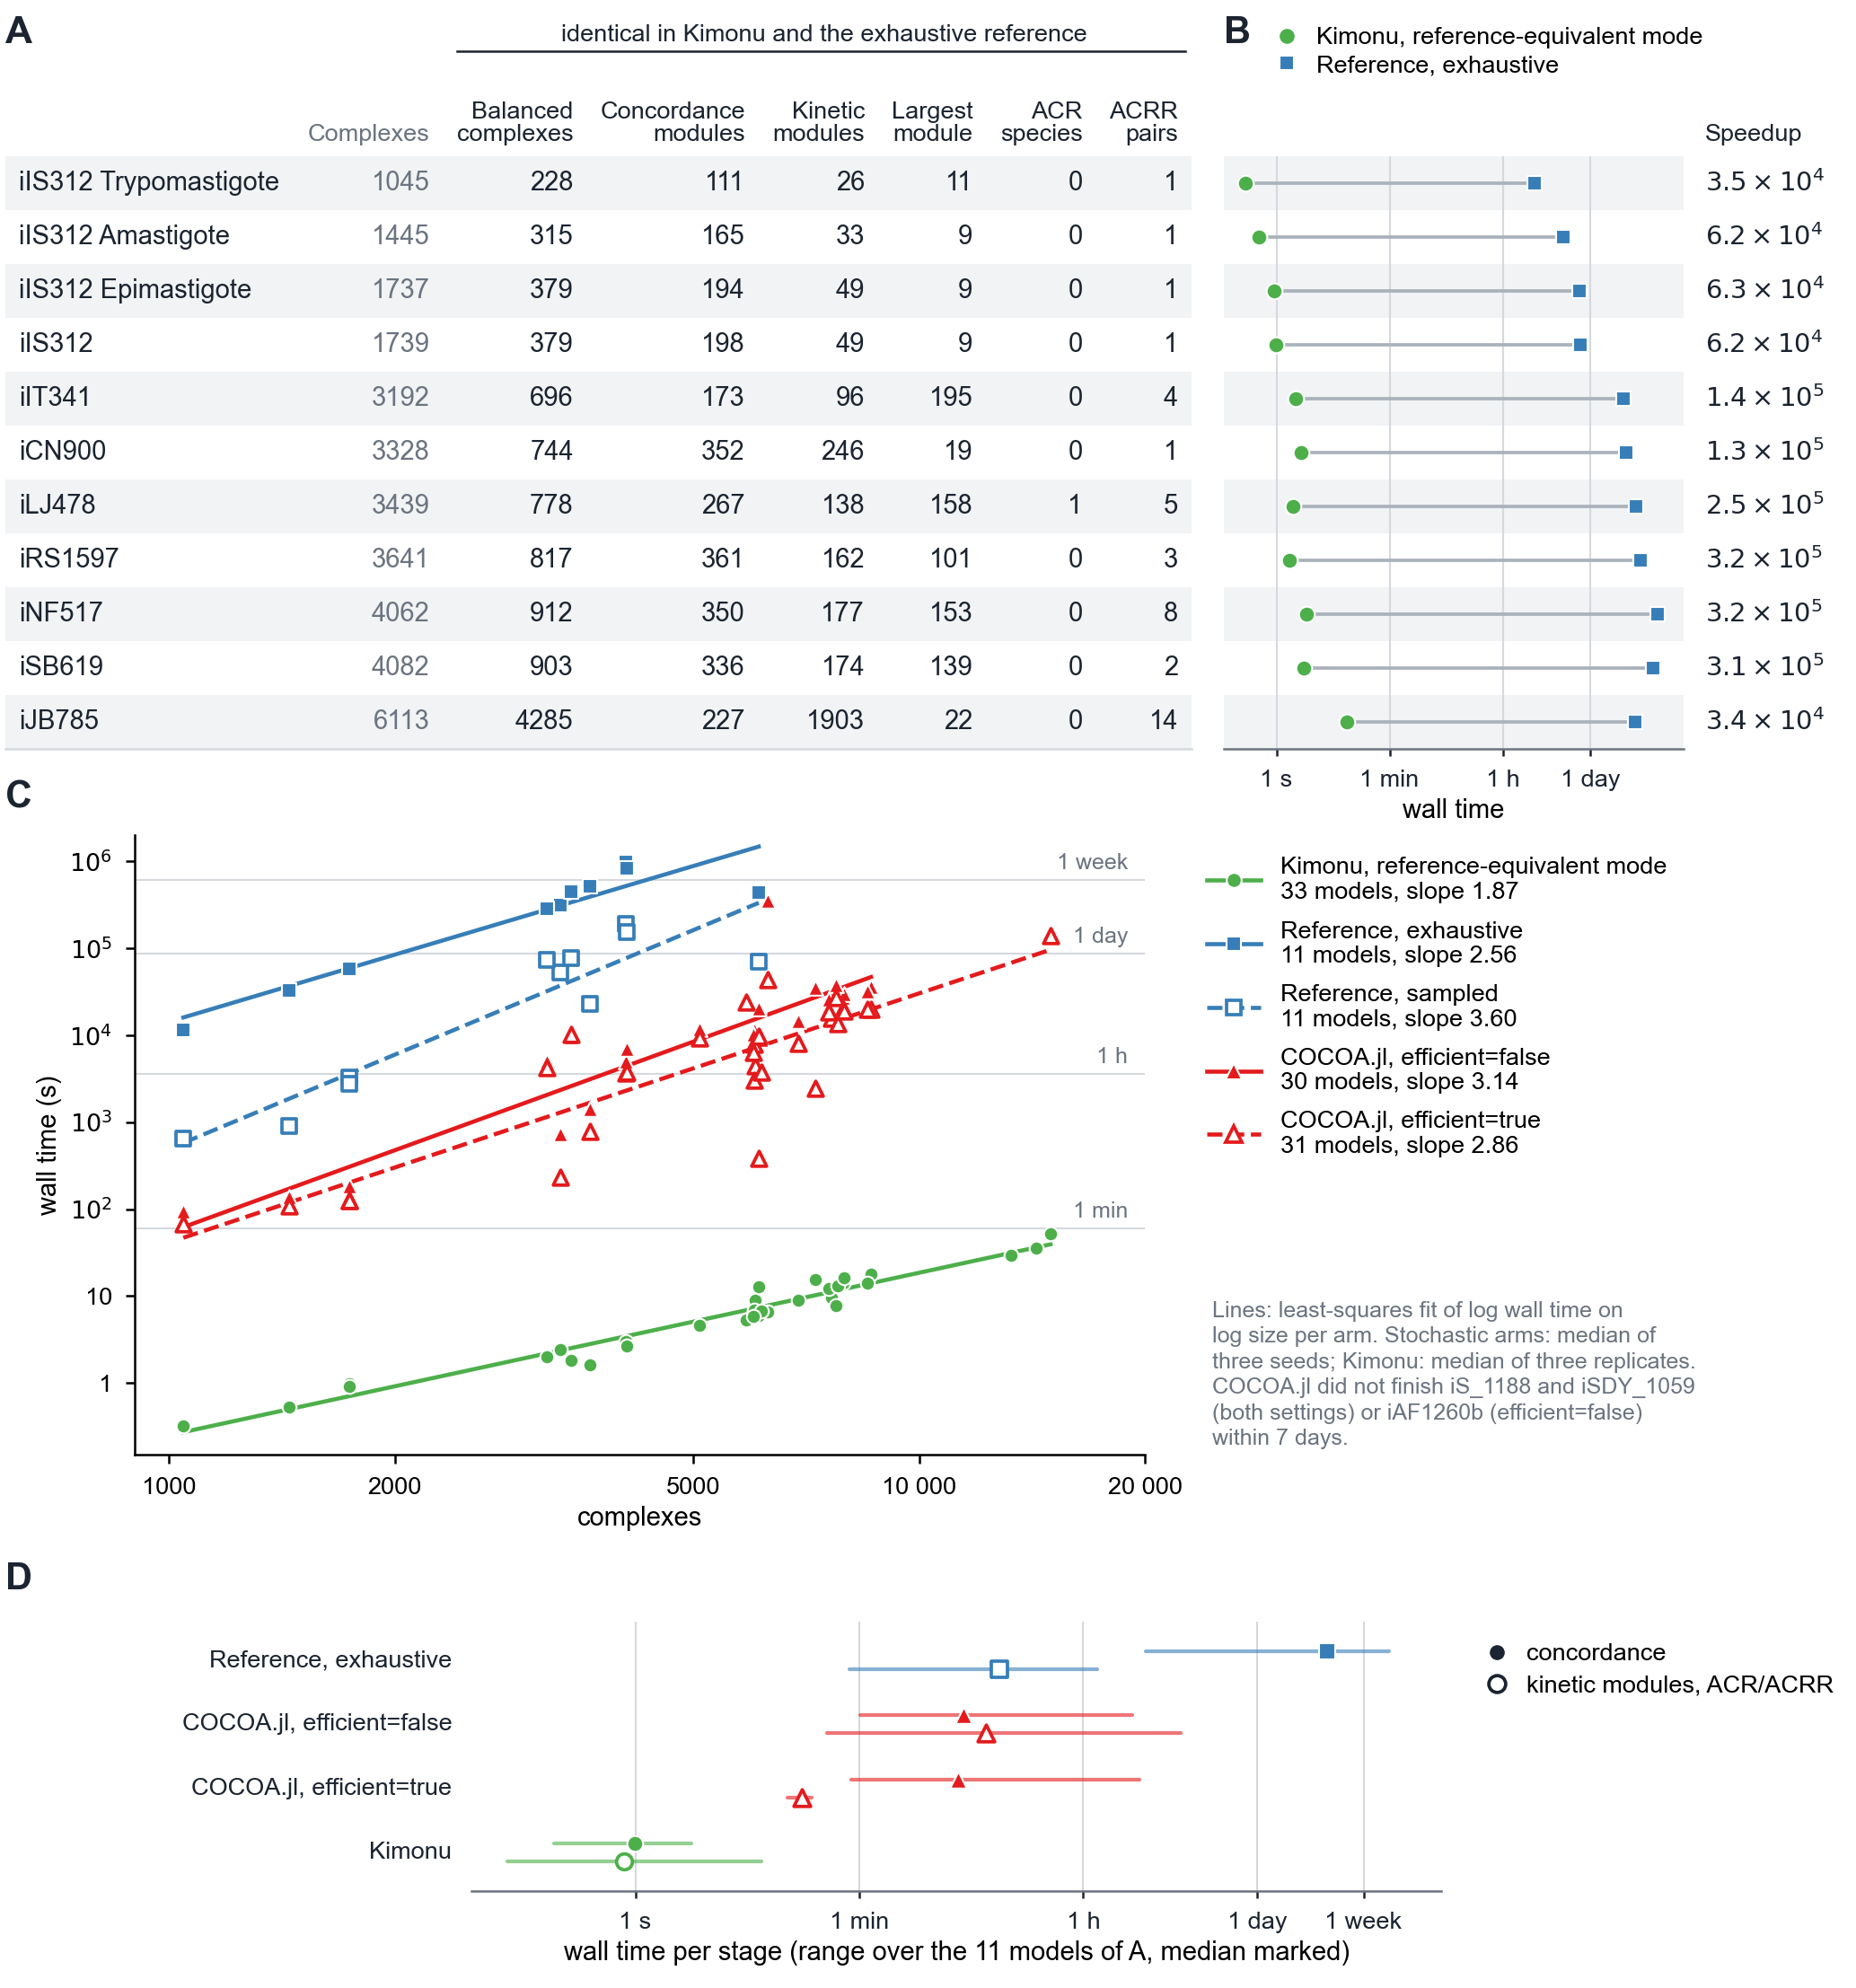 A
identical in Kimonu and the exhaustive reference
Complexes
Balanced complexes
Concordance modules
Kinetic modules
Largest module
ACR species
ACRR pairs
iIS312 Trypomastigote 1045 228 111 26 11 0 1
iIS312 Amastigote 1445 315 165 33 9 0 1
iIS312 Epimastigote 1737 379 194 49 9 0 1
iIS312 1739 379 198 49 9 0 1
iIT341 3192 696 173 96 195 0 4
iCN900 3328 744 352 246 19 0 1
iLJ478 3439 778 267 138 158 1 5
iRS1597 3641 817 361 162 101 0 3
iNF517 4062 912 350 177 153 0 8
iSB619 4082 903 336 174 139 0 2
iJB785 6113 4285 227 1903 22 0 14
B
Kimonu, reference-equivalent mode
Reference, exhaustive
Speedup
3.5 × 10⁴
6.2 × 10⁴
6.3 × 10⁴
6.2 × 10⁴
1.4 × 10⁵
1.3 × 10⁵
2.5 × 10⁵
3.2 × 10⁵
3.2 × 10⁵
3.1 × 10⁵
3.4 × 10⁴
1 s 1 min 1 h 1 day
wall time
C
wall time (s)
10⁶
10⁵
10⁴
10³
10²
10
1
1 week
1 day
1 h
1 min
1000 2000 5000 10 000 20 000
complexes
Kimonu, reference-equivalent mode
33 models, slope 1.87
Reference, exhaustive
11 models, slope 2.56
Reference, sampled
11 models, slope 3.60
COCOA.jl, efficient=false
30 models, slope 3.14
COCOA.jl, efficient=true
31 models, slope 2.86
Lines: least-squares fit of log wall time on
log size per arm. Stochastic arms: median of
three seeds; Kimonu: median of three replicates.
COCOA.jl did not finish iS_1188 and iSDY_1059
(both settings) or iAF1260b (efficient=false)
within 7 days.
D
Reference, exhaustive
COCOA.jl, efficient=false
COCOA.jl, efficient=true
Kimonu
concordance
kinetic modules, ACR/ACRR
1 s 1 min 1 h 1 day 1 week
wall time per stage (range over the 11 models of A, median marked)